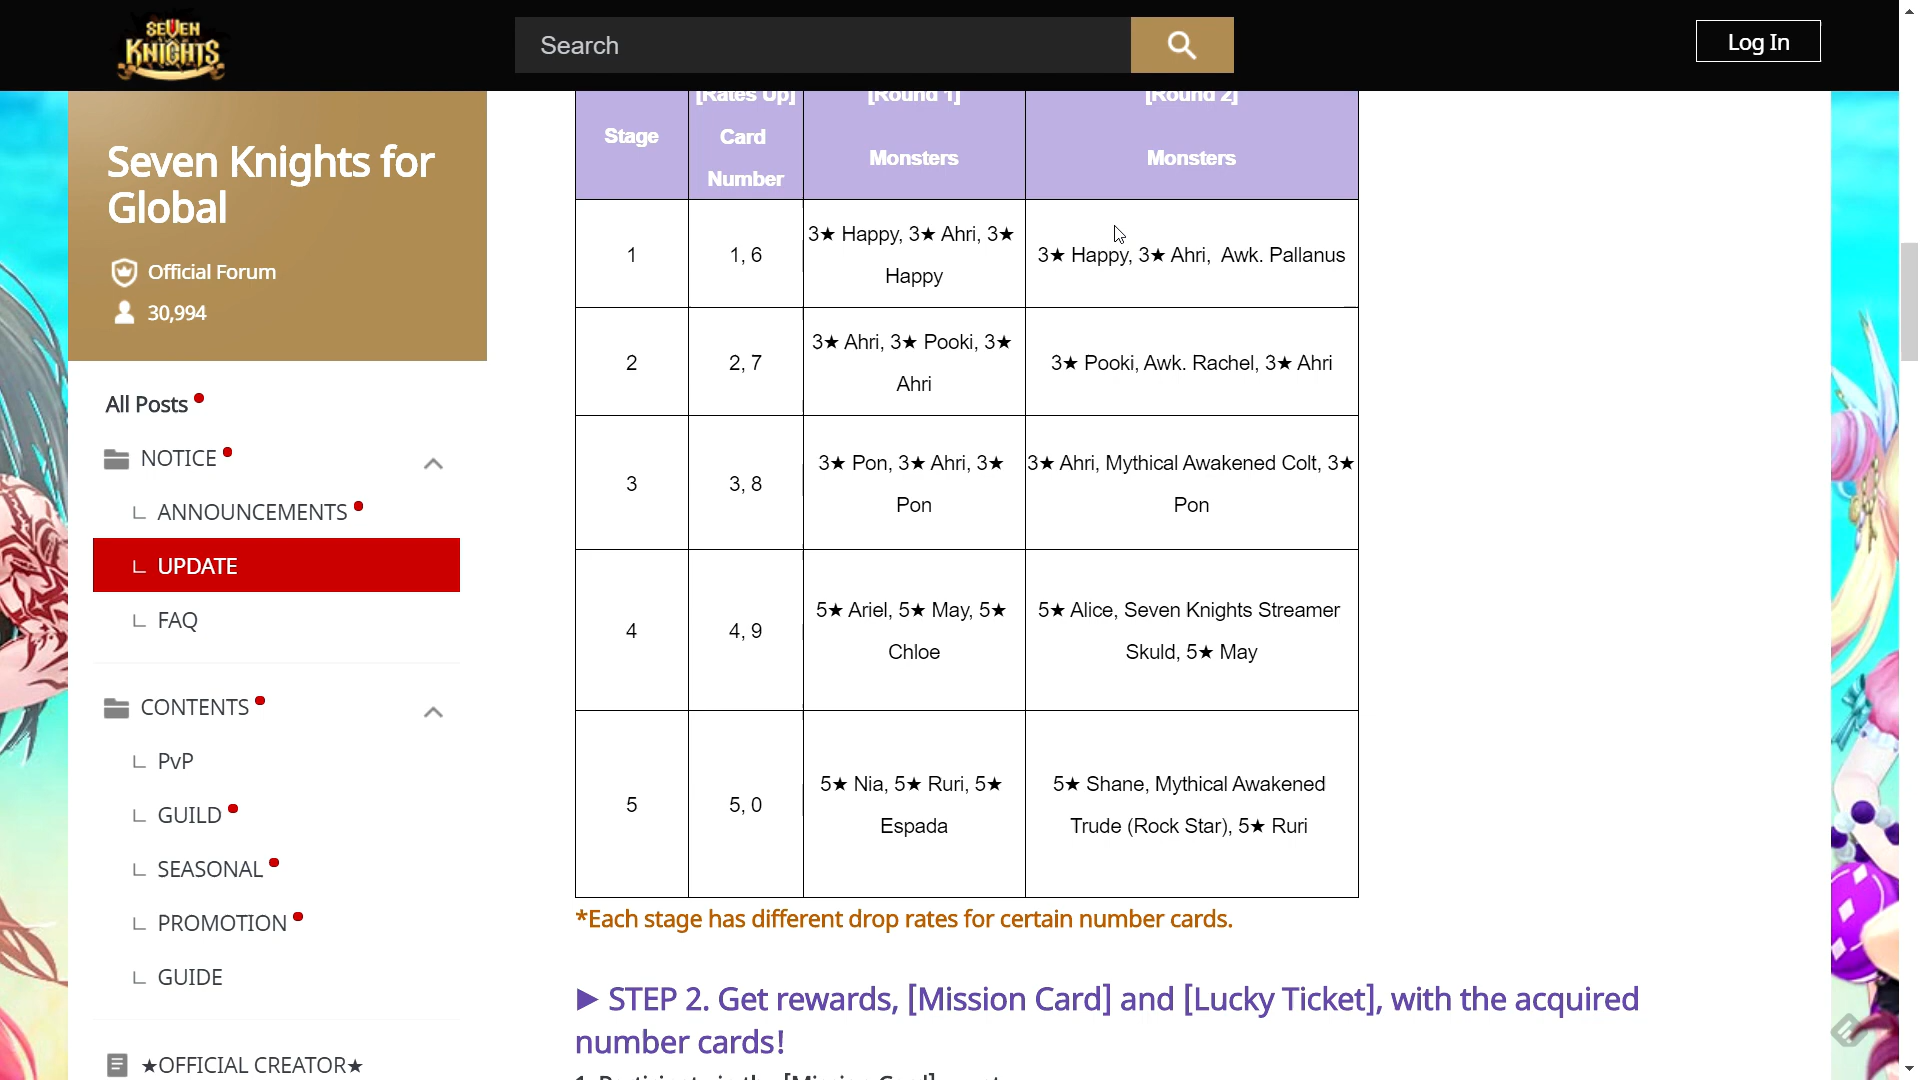 SEVEN
KNIGHTS
Search
Log In
Seven Knights for
Global
Official Forum
30,994
All Posts
NOTICE
ANNOUNCEMENTS
UPDATE
FAQ
CONTENTS
PvP
GUILD
SEASONAL
PROMOTION
GUIDE
★OFFICIAL CREATOR★
Stage
[Rates Up]
Card
Number
[Round 1]
Monsters
[Round 2]
Monsters
1
1, 6
3★ Happy, 3★ Ahri, 3★
Happy
3★ Happy, 3★ Ahri, Awk. Pallanus
2
2, 7
3★ Ahri, 3★ Pooki, 3★
Ahri
3★ Pooki, Awk. Rachel, 3★ Ahri
3
3, 8
3★ Pon, 3★ Ahri, 3★
Pon
3★ Ahri, Mythical Awakened Colt, 3★
Pon
4
4, 9
5★ Ariel, 5★ May, 5★
Chloe
5★ Alice, Seven Knights Streamer
Skuld, 5★ May
5
5, 0
5★ Nia, 5★ Ruri, 5★
Espada
5★ Shane, Mythical Awakened
Trude (Rock Star), 5★ Ruri
*Each stage has different drop rates for certain number cards.
► STEP 2. Get rewards, [Mission Card] and [Lucky Ticket], with the acquired
number cards!